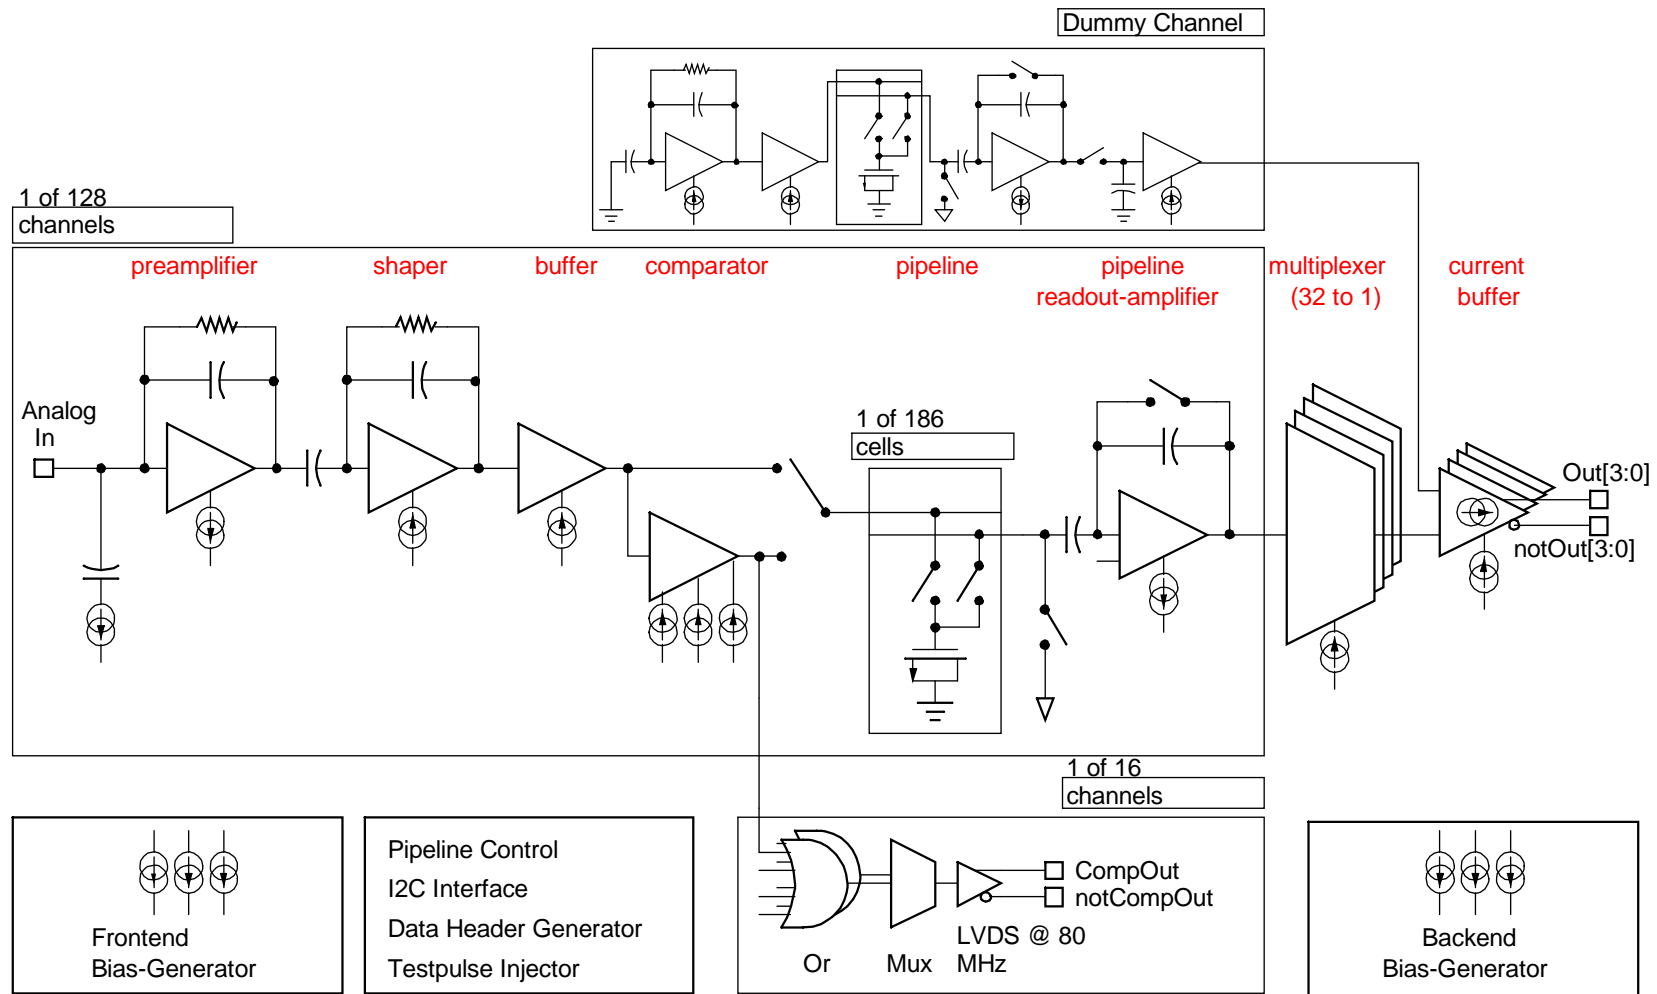 Dummy Channel
1 of 128
channels
preamplifier
shaper
buffer
comparator
pipeline
pipeline
readout-amplifier
multiplexer
(32 to 1)
current
buffer
Analog
In
1 of 186
cells
Out[3:0]
notOut[3:0]
1 of 16
channels
Frontend
Bias-Generator
Pipeline Control
I2C Interface
Data Header Generator
Testpulse Injector
CompOut
notCompOut
LVDS @ 80
MHz
Or
Mux
Backend
Bias-Generator